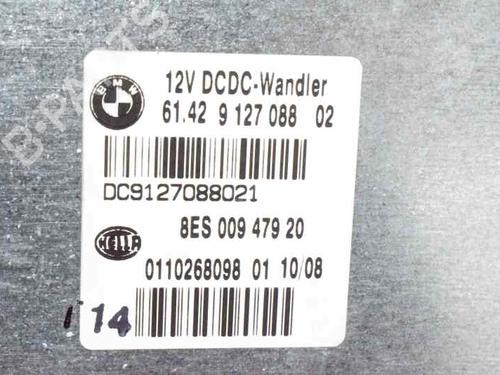 BMW
12V DCDC-Wandler
61.42 9 127 088 02
DC9127088021
8ES 009 479 20
HELLA
0110268098 01 10/08
14
B-PARTS